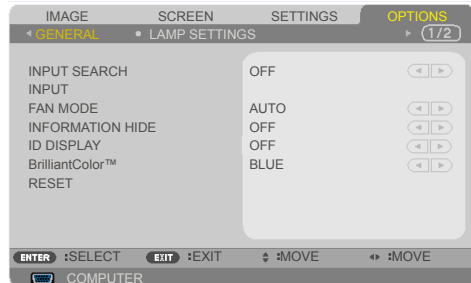 IMAGE SCREEN SETTINGS OPTIONS
GENERAL LAMP SETTINGS 1/2
INPUT SEARCH OFF
INPUT
FAN MODE AUTO
INFORMATION HIDE OFF
ID DISPLAY OFF
BrilliantColor™ BLUE
RESET
ENTER :SELECT EXIT :EXIT :MOVE :MOVE
COMPUTER